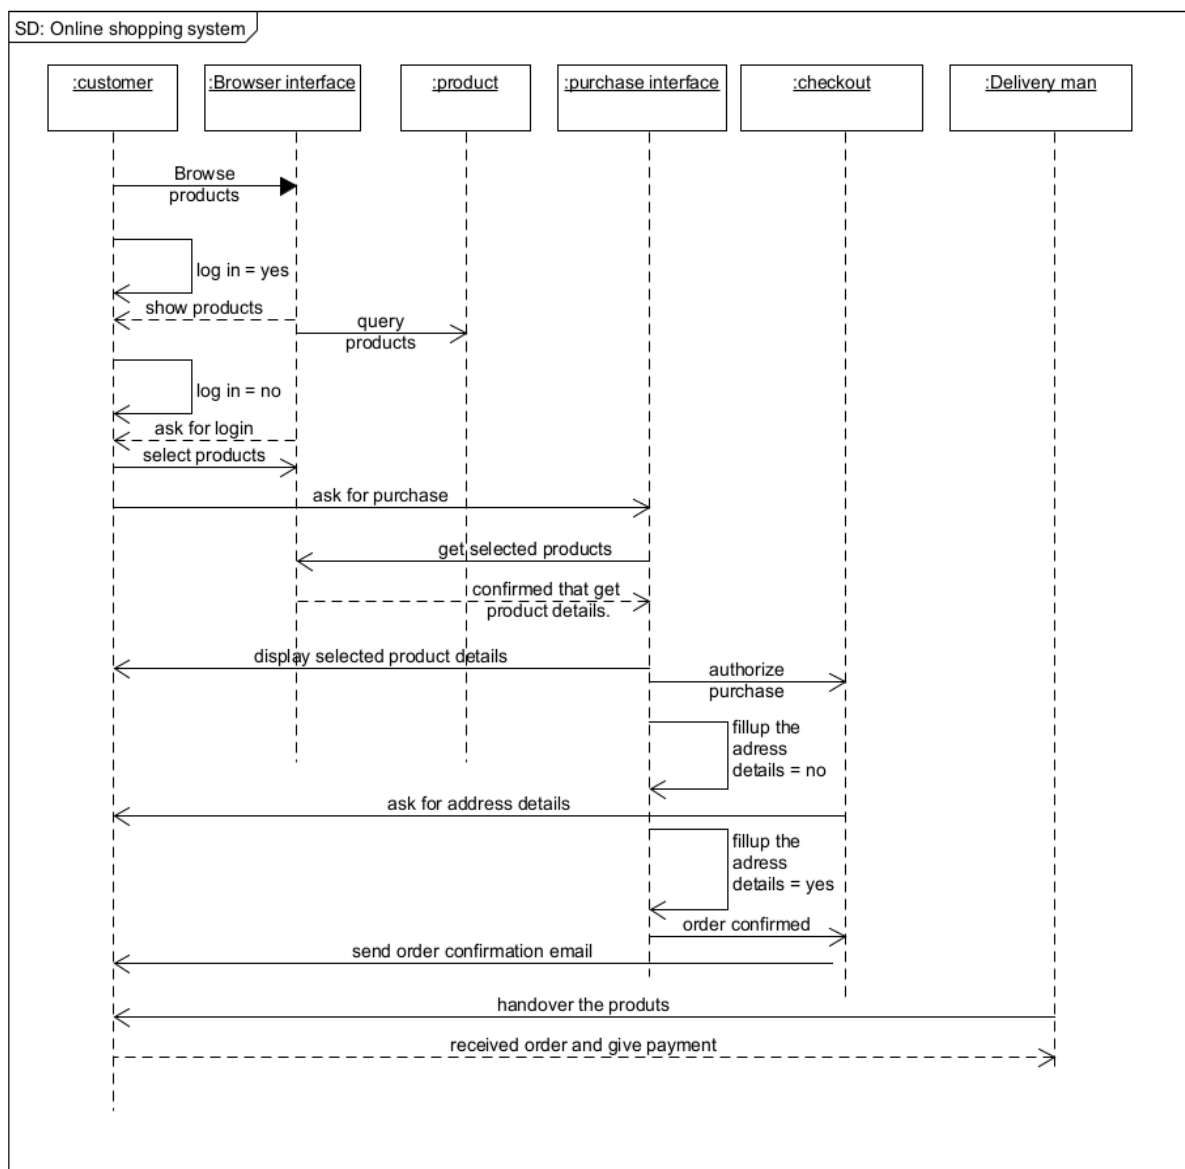 SD: Online shopping system
:customer
:Browser interface
:product
:purchase interface
:checkout
:Delivery man
Browse
products
log in = yes
show products
query
products
log in = no
ask for login
select products
ask for purchase
get selected products
confirmed that get
product details.
display selected product details
authorize
purchase
fillup the
adress
details = no
ask for address details
fillup the
adress
details = yes
order confirmed
send order confirmation email
handover the produts
received order and give payment